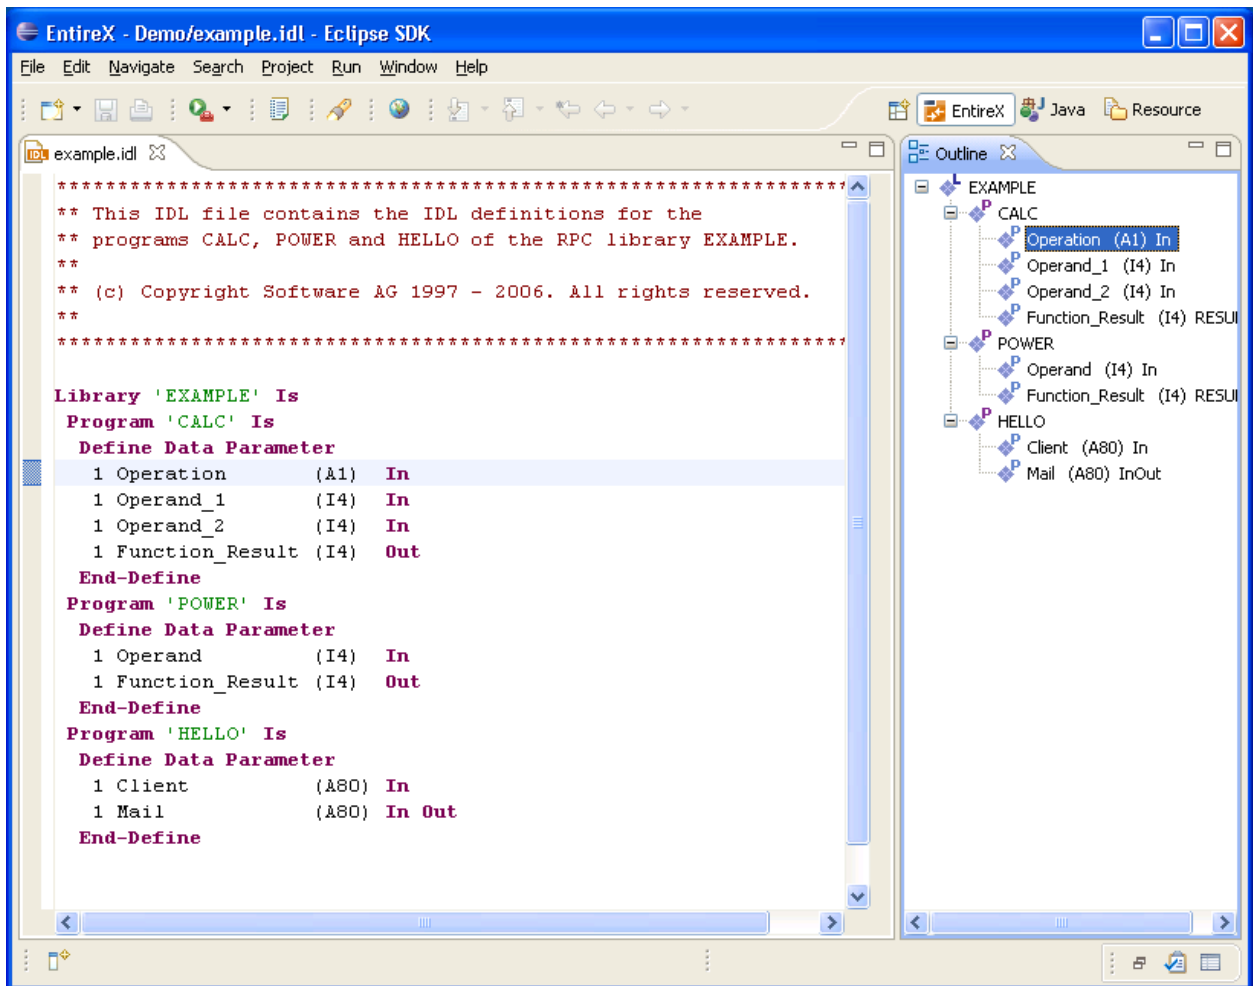 EntireX - Demo/example.idl - Eclipse SDK
File Edit Navigate Search Project Run Window Help
EntireX Java Resource
IDL example.idl
*****************************************************************
** This IDL file contains the IDL definitions for the
** programs CALC, POWER and HELLO of the RPC library EXAMPLE.
**
** (c) Copyright Software AG 1997 - 2006. All rights reserved.
**
*****************************************************************
Library 'EXAMPLE' Is
Program 'CALC' Is
Define Data Parameter
1 Operation (A1) In
1 Operand_1 (I4) In
1 Operand_2 (I4) In
1 Function_Result (I4) Out
End-Define
Program 'POWER' Is
Define Data Parameter
1 Operand (I4) In
1 Function_Result (I4) Out
End-Define
Program 'HELLO' Is
Define Data Parameter
1 Client (A80) In
1 Mail (A80) In Out
End-Define
Outline
L EXAMPLE
P CALC
P Operation (A1) In
P Operand_1 (I4) In
P Operand_2 (I4) In
P Function_Result (I4) RESU
P POWER
P Operand (I4) In
P Function_Result (I4) RESU
P HELLO
P Client (A80) In
P Mail (A80) InOut